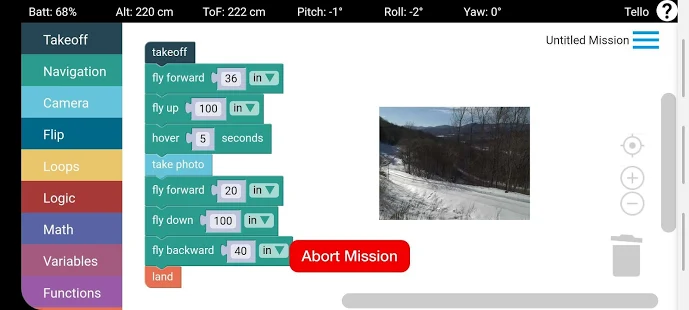 Batt: 68% Alt: 220 cm ToF: 222 cm Pitch: -1° Roll: -2° Yaw: 0° Tello ?
Untitled Mission
Takeoff
Navigation
Camera
Flip
Loops
Logic
Math
Variables
Functions
takeoff
fly forward 36 in
fly up 100 in
hover 5 seconds
take photo
fly forward 20 in
fly down 100 in
fly backward 40 in
land
Abort Mission